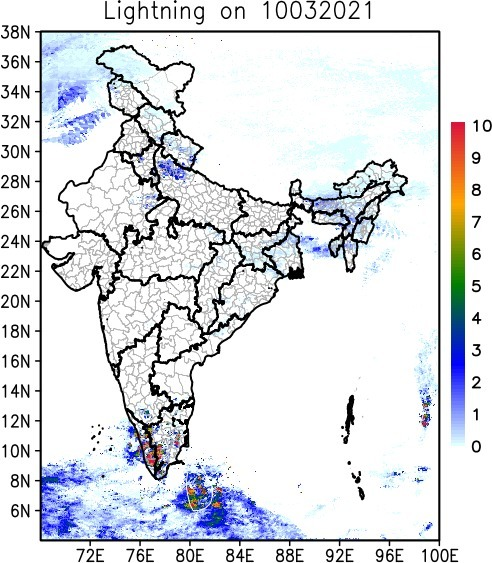 Lightning on 10032021
38N
36N
34N
32N
30N
28N
26N
24N
22N
20N
18N
16N
14N
12N
10N
8N
6N
72E 76E 80E 84E 88E 92E 96E 100E
10
9
8
7
6
5
4
3
2
1
0